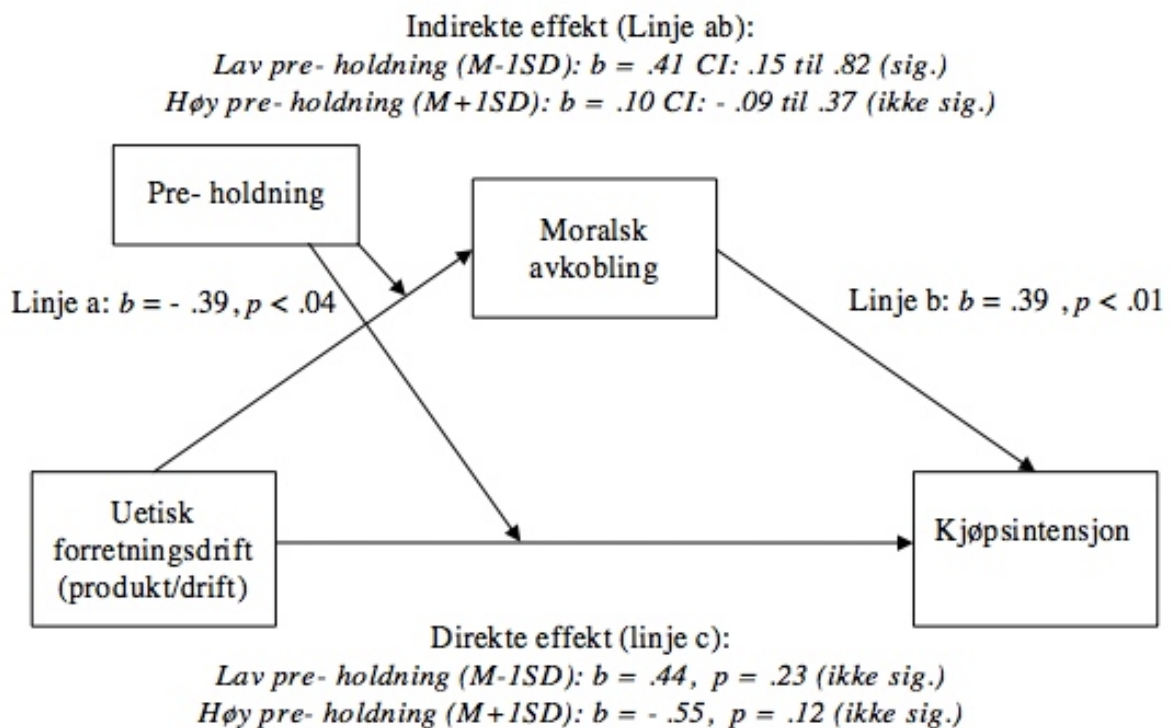 Indirekte effekt (Linje ab):
Lav pre- holdning (M-1SD): b = .41 CI: .15 til .82 (sig.)
Høy pre- holdning (M+1SD): b = .10 CI: - .09 til .37 (ikke sig.)
Pre- holdning
Moralsk
avkobling
Linje a: b = - .39, p < .04
Linje b: b = .39 , p < .01
Uetisk
forretningsdrift
(produkt/drift)
Kjøpsintensjon
Direkte effekt (linje c):
Lav pre- holdning (M-1SD): b = .44, p = .23 (ikke sig.)
Høy pre- holdning (M+1SD): b = - .55, p = .12 (ikke sig.)